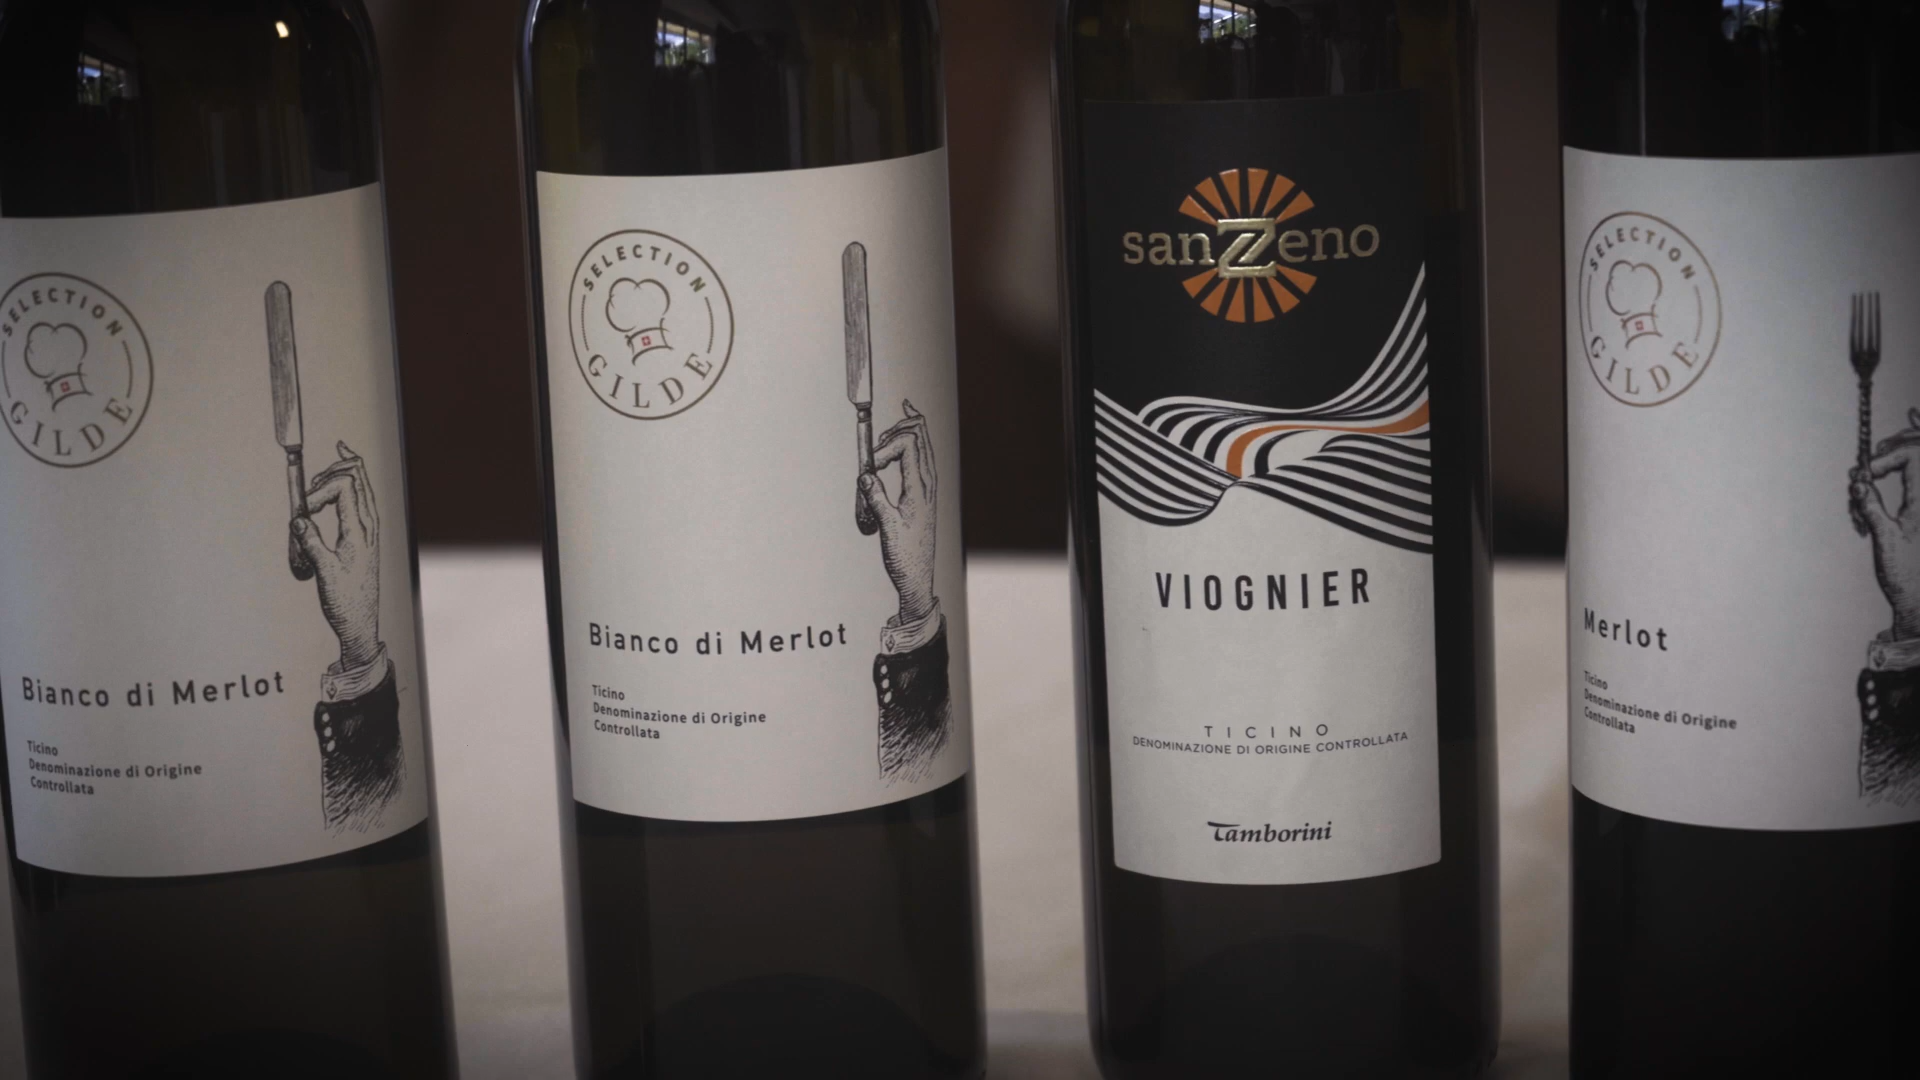 SELECTION
GILDE
Bianco di Merlot
Ticino
Denominazione di Origine
Controllata
SELECTION
GILDE
Bianco di Merlot
Ticino
Denominazione di Origine
Controllata
sanZeno
VIOGNIER
TICINO
DENOMINAZIONE DI ORIGINE CONTROLLATA
Tamborini
SELECTION
GILDE
Merlot
Ticino
Denominazione di Origine
Controllata